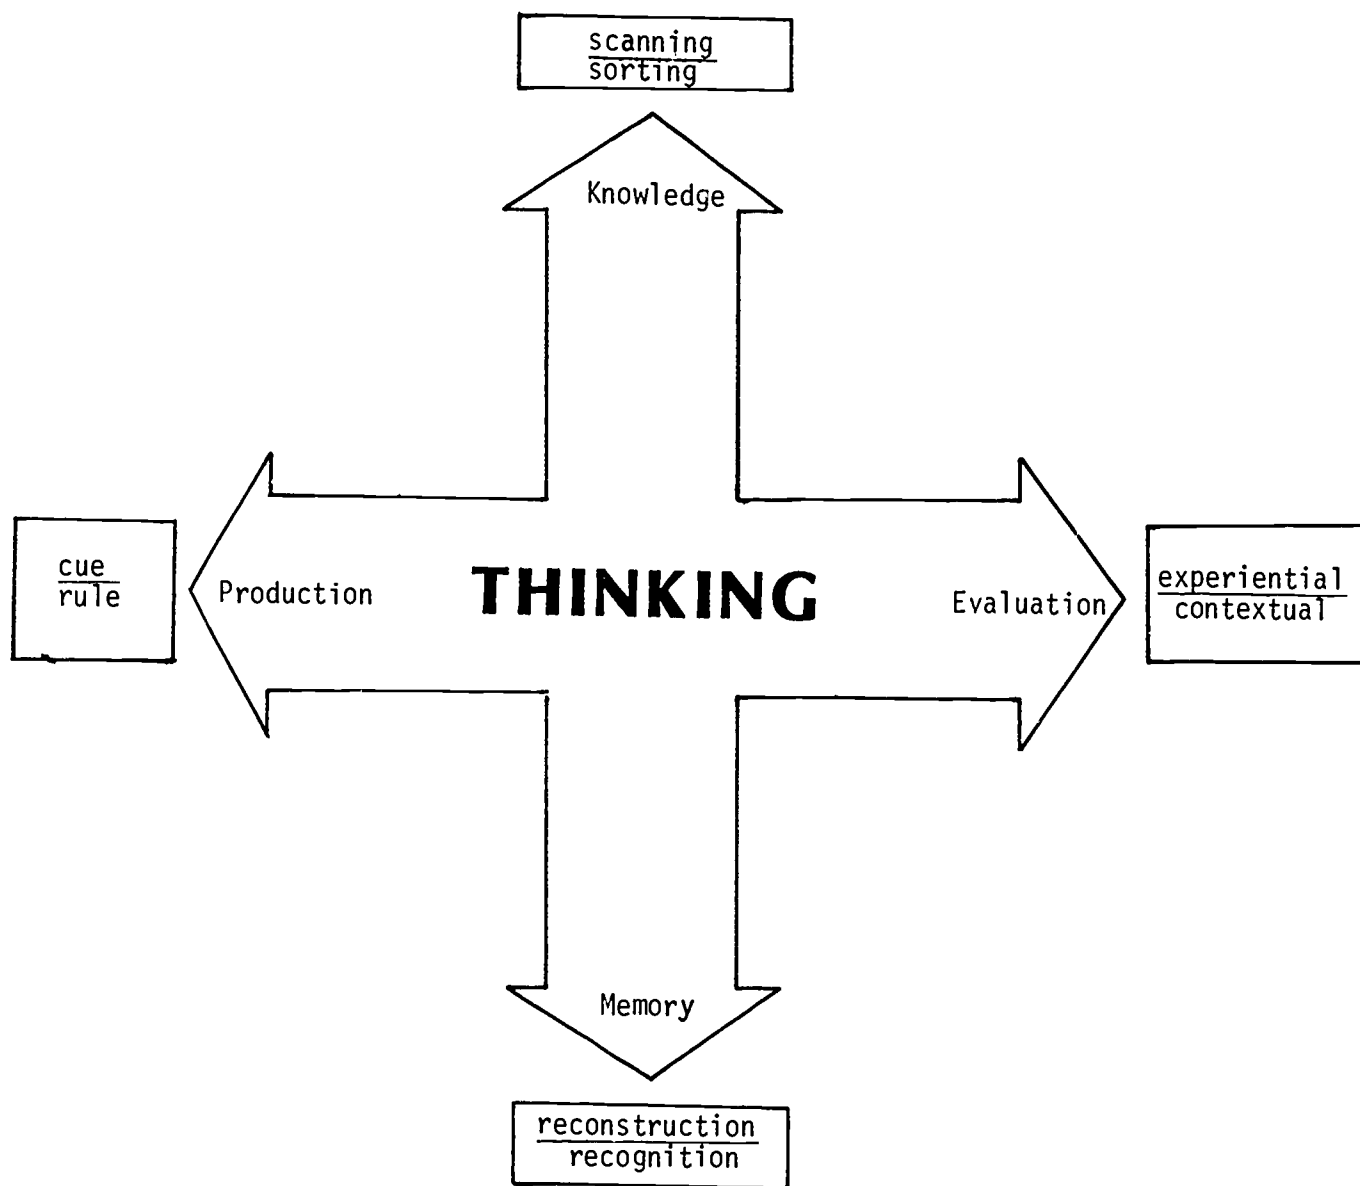 scanning
sorting
Knowledge
cue
rule
Production
THINKING
Evaluation
experiential
contextual
Memory
reconstruction
recognition